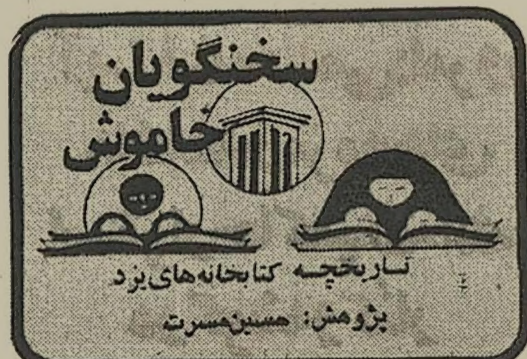 سخنگویان
خاموش
تاریخچه کتابخانه‌های یزد
پژوهش: حسین مسرت